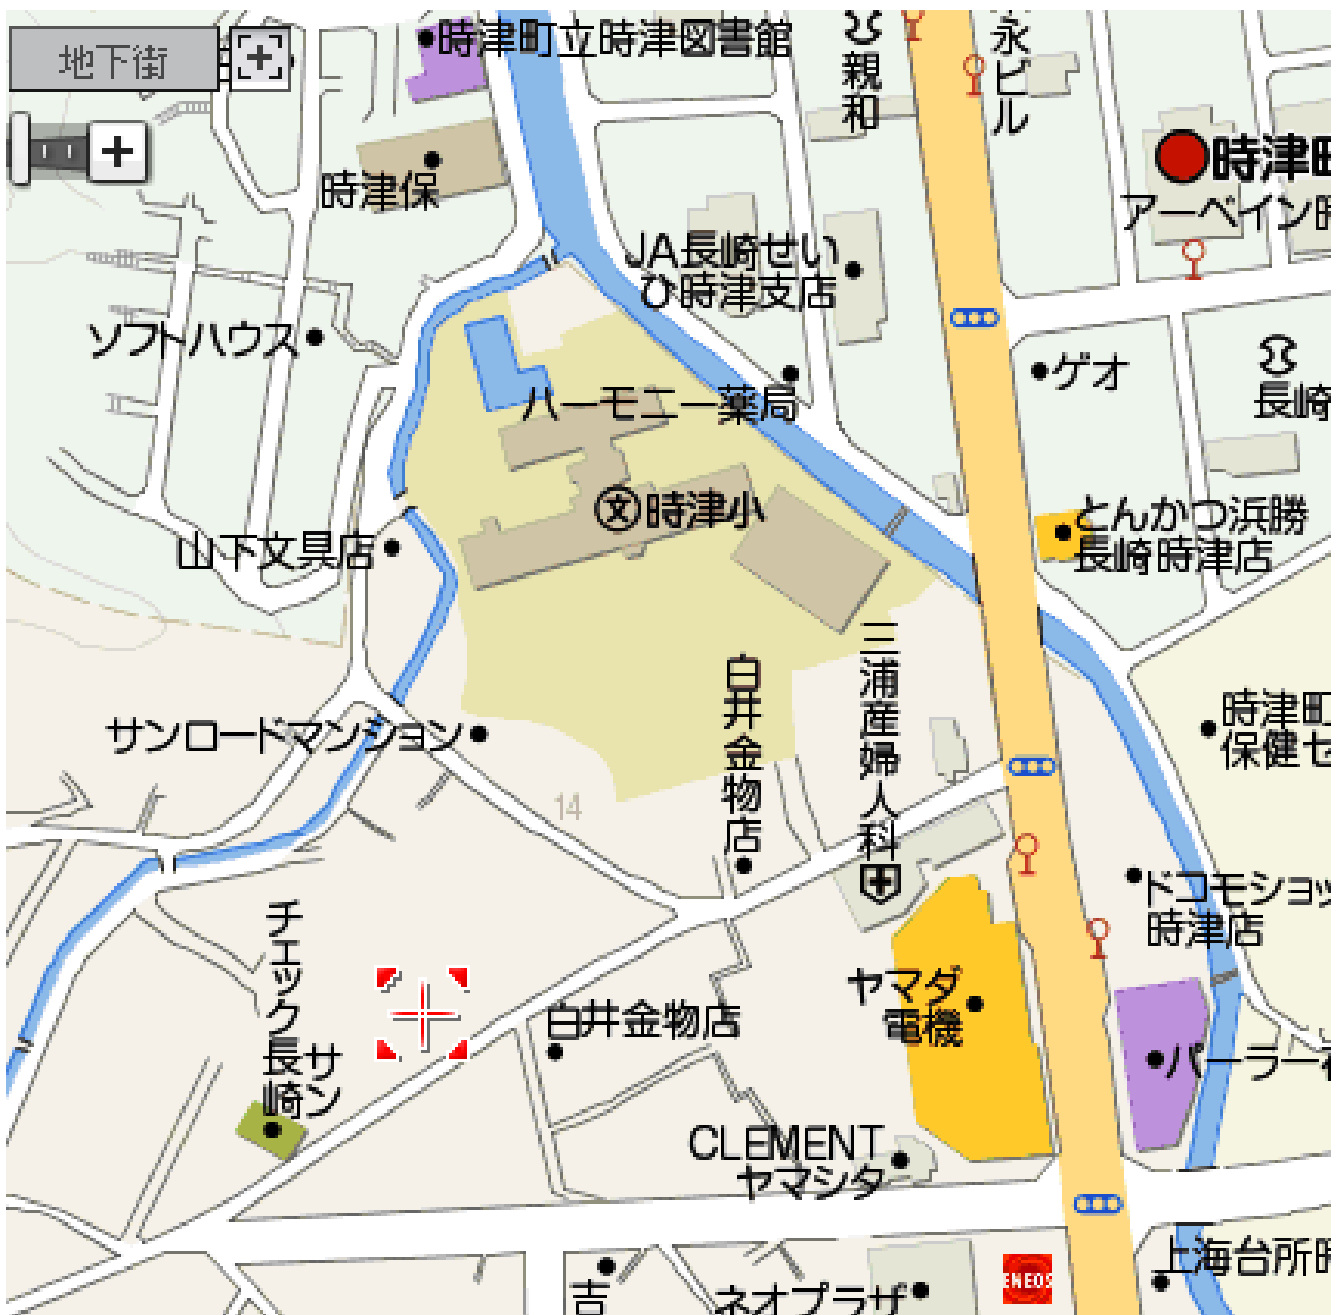 地下街
時津町立時津図書館
親和
永ビル
時津保
時津町
アーベイン時
JA長崎せい
ひ時津支店
ソフトハウス
ゲオ
長崎
ハーモニー薬局
文時津小
とんかつ浜勝
長崎時津店
山下文具店
三浦産婦人科
白井金物店
時津町
保健セ
サンロードマンション
14
ドコモショッ
時津店
チェックサン
長崎
ヤマダ
電機
白井金物店
パーラー
CLEMENT
ヤマシタ
上海台所時
ENEOS
吉
ネオプラザ